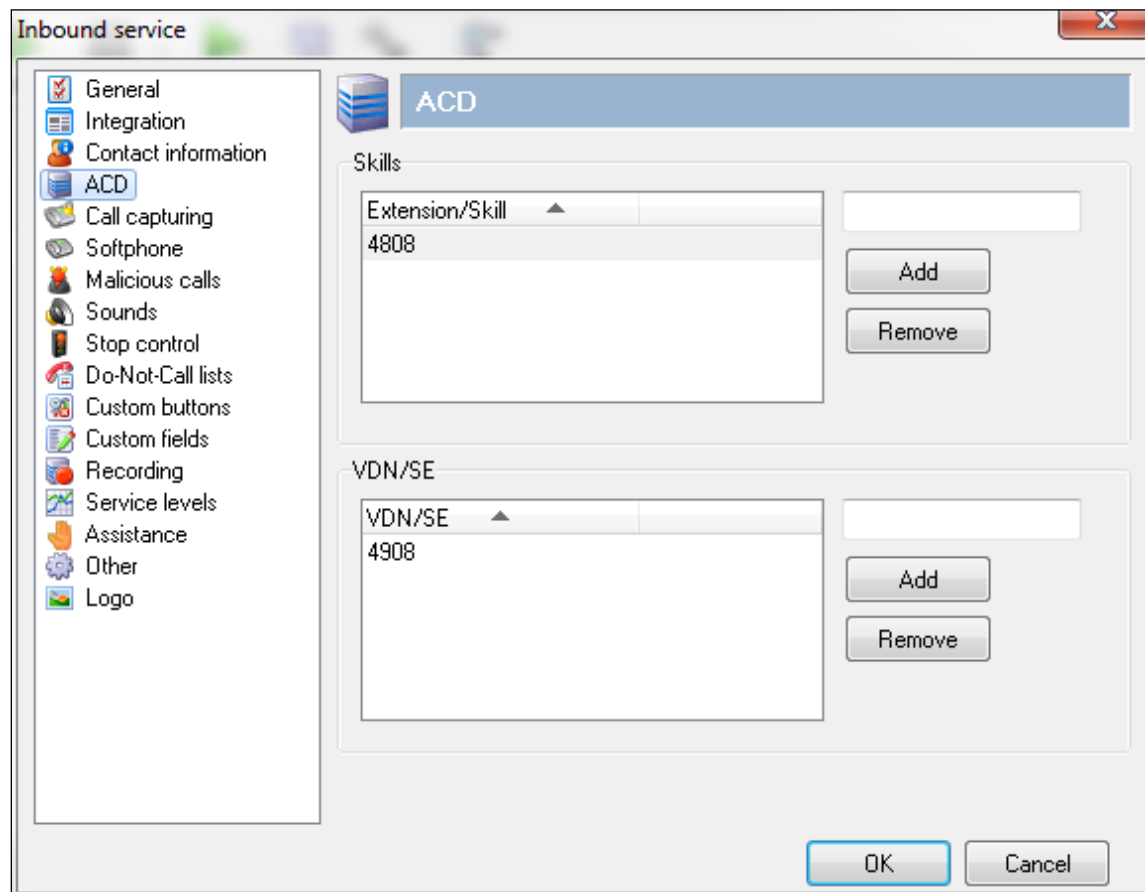 Inbound service
General
Integration
Contact information
ACD
Call capturing
Softphone
Malicious calls
Sounds
Stop control
Do-Not-Call lists
Custom buttons
Custom fields
Recording
Service levels
Assistance
Other
Logo
ACD
Skills
Extension/Skill
4808
Add
Remove
VDN/SE
VDN/SE
4908
Add
Remove
OK Cancel